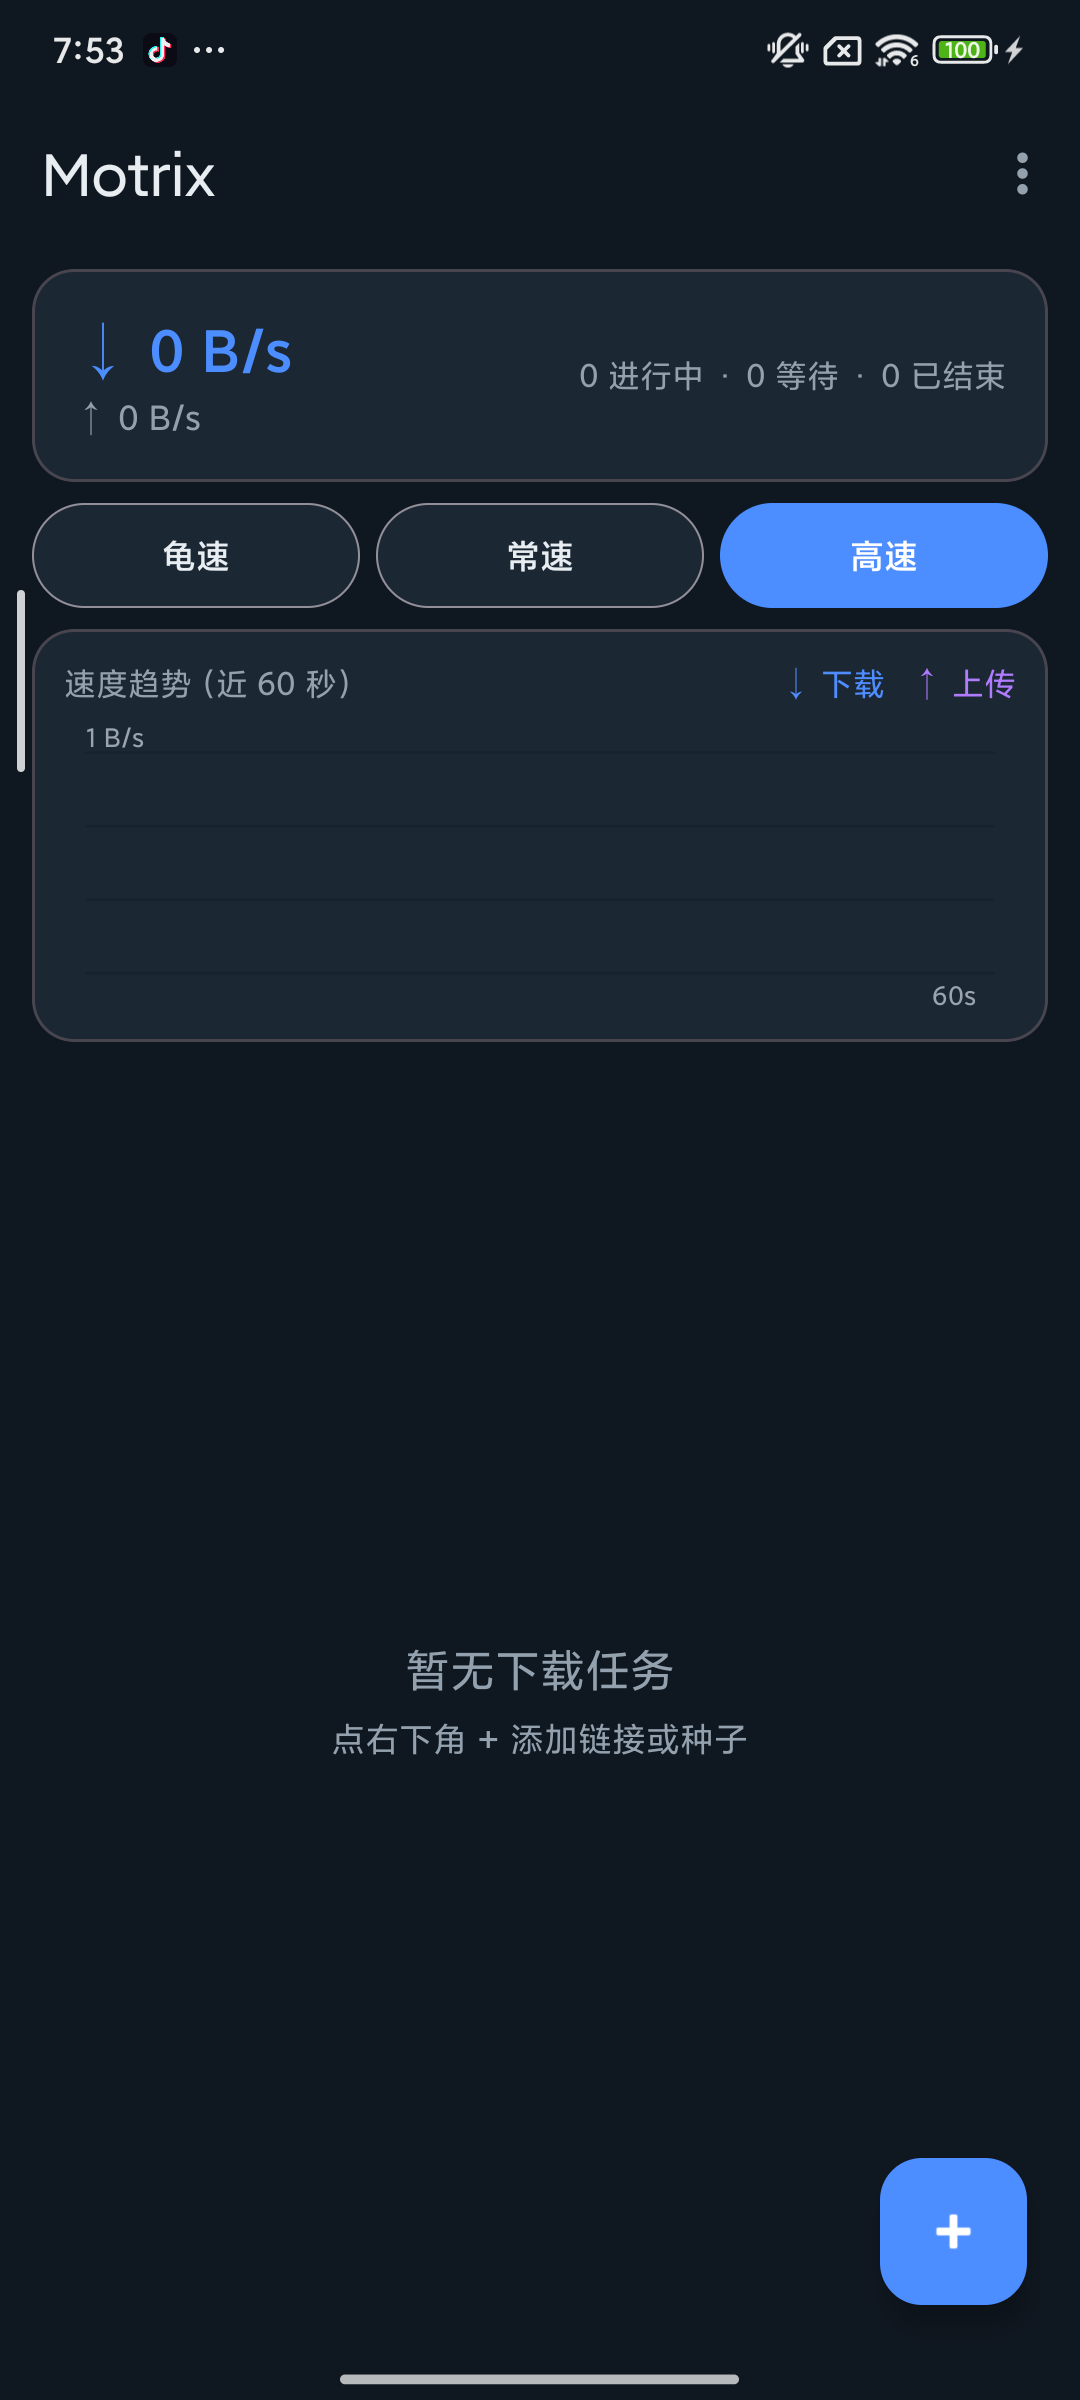 7:53
100
6
Motrix
↓ 0 B/s
↑ 0 B/s
0 进行中 · 0 等待 · 0 已结束
龟速
常速
高速
速度趋势 (近 60 秒)
↓ 下载 ↑ 上传
1 B/s
60s
暂无下载任务
点右下角 + 添加链接或种子
+